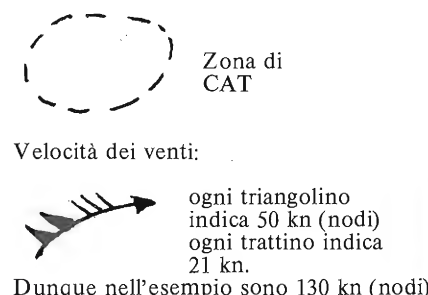 Zona di
CAT
Velocità dei venti:
ogni triangolino
indica 50 kn (nodi)
ogni trattino indica
21 kn.
Dunque nell'esempio sono 130 kn (nodi)